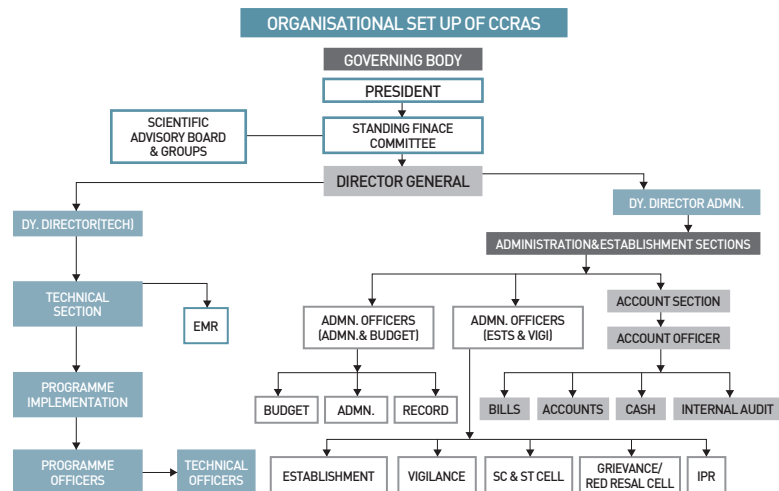 ORGANISATIONAL SET UP OF CCRAS
GOVERNING BODY
PRESIDENT
SCIENTIFIC
ADVISORY BOARD
& GROUPS
STANDING FINACE
COMMITTEE
DIRECTOR GENERAL
DY. DIRECTOR(TECH)
DY. DIRECTOR ADMN.
ADMINISTRATION&ESTABLISHMENT SECTIONS
TECHNICAL
SECTION
EMR
ADMN. OFFICERS
(ADMN.& BUDGET)
ADMN. OFFICERS
(ESTS & VIGI)
ACCOUNT SECTION
ACCOUNT OFFICER
PROGRAMME
IMPLEMENTATION
BUDGET
ADMN.
RECORD
BILLS
ACCOUNTS
CASH
INTERNAL AUDIT
PROGRAMME
OFFICERS
TECHNICAL
OFFICERS
ESTABLISHMENT
VIGILANCE
SC & ST CELL
GRIEVANCE/
RED RESAL CELL
IPR